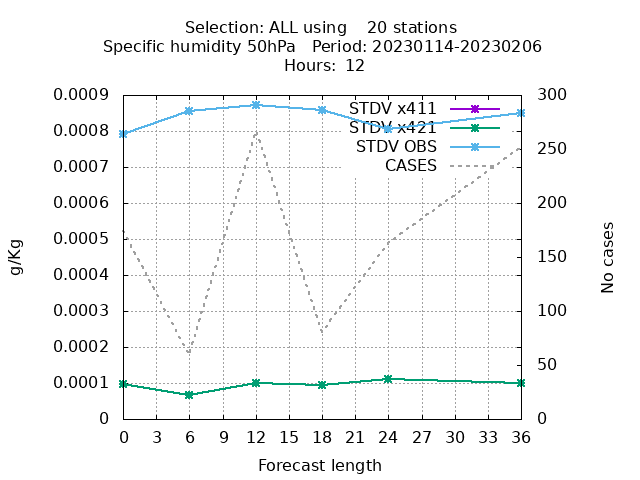 Selection: ALL using    20 stations
Specific humidity 50hPa   Period: 20230114-20230206
Hours: 12
0.0009
0.0008
0.0007
0.0006
0.0005
0.0004
0.0003
0.0002
0.0001
0
g/Kg
STDV x411
STDV x421
STDV OBS
CASES
300
250
200
150
100
50
0
No cases
0 3 6 9 12 15 18 21 24 27 30 33 36
Forecast length